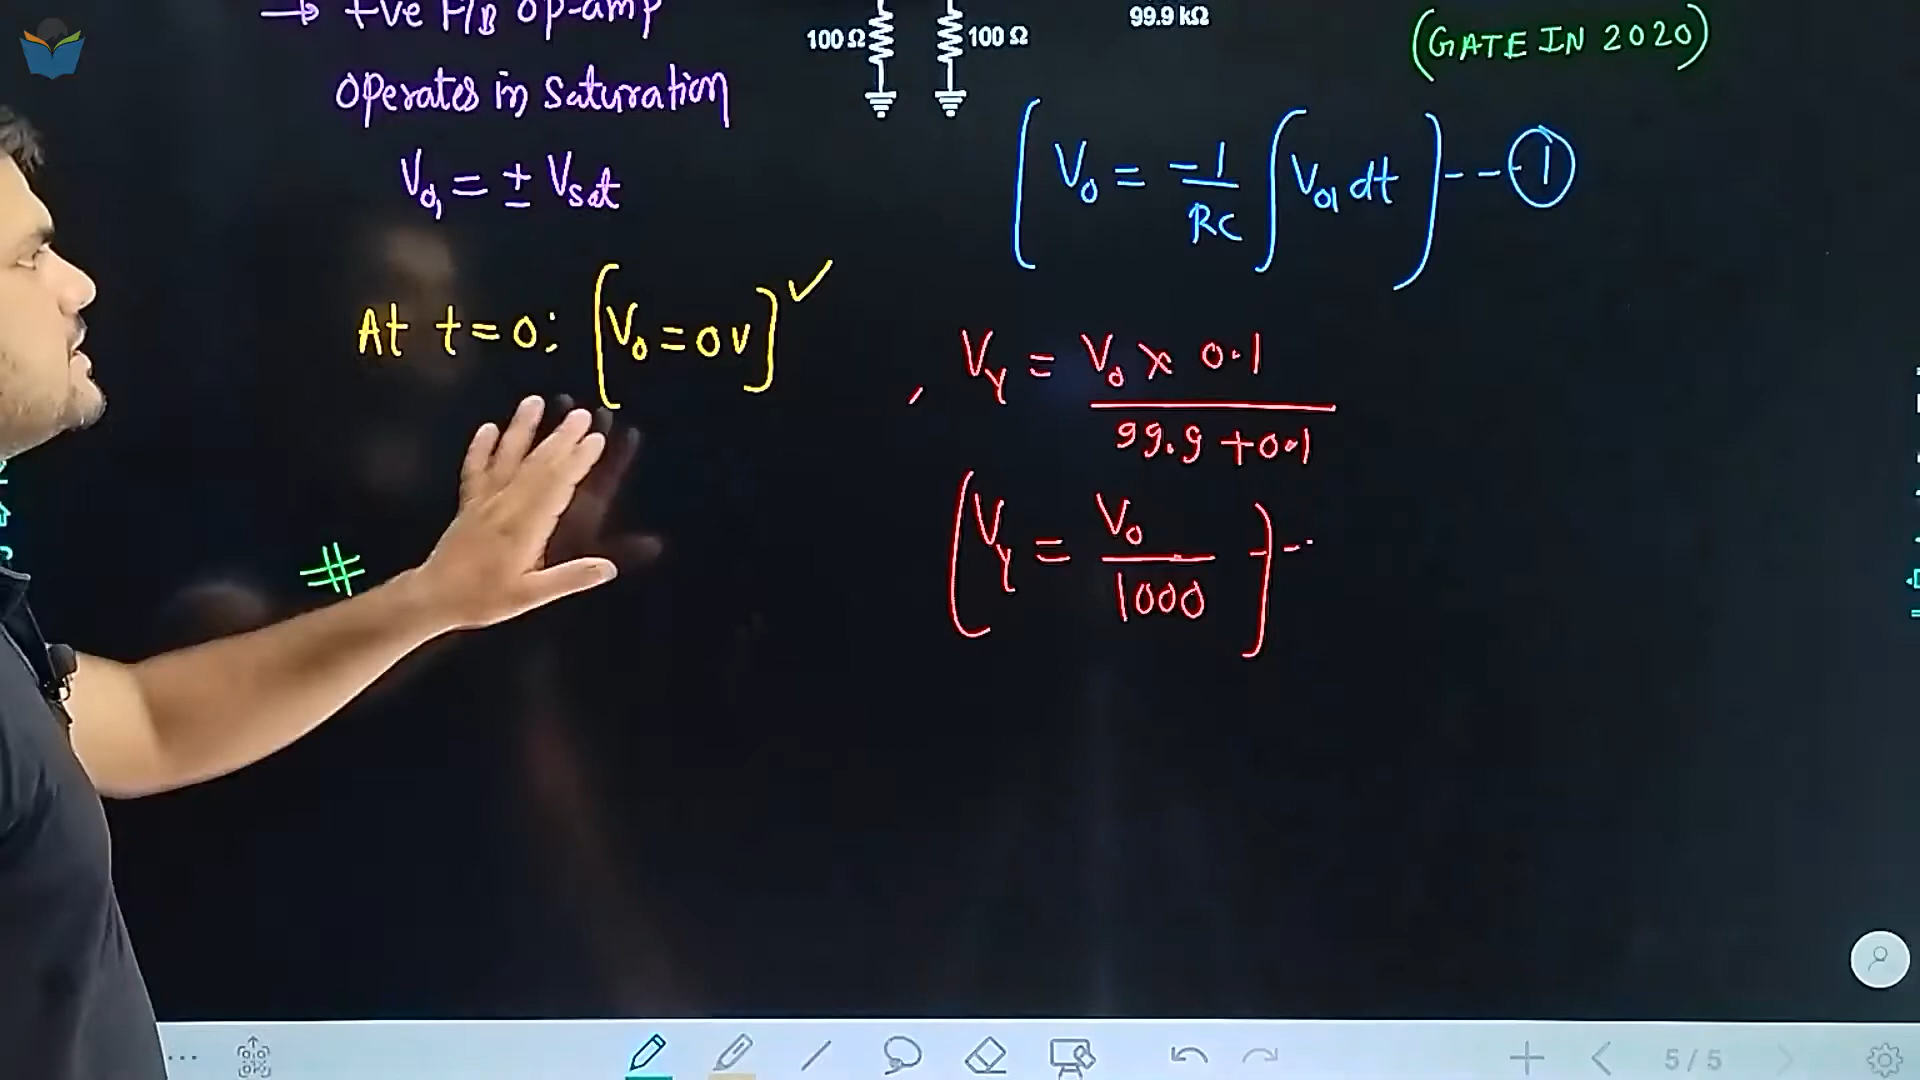 → +ve F/B op-amp
operates in saturation
V01 = ± Vsat
At t=0: [V0 = 0V] ✓
#
100 Ω
100 Ω
99.9 kΩ
(GATE IN 2020)
[V0 = -1/RC ∫ V01 dt] --- ①
, VY = V0 × 0.1
99.9 + 0.1
[VY = V0/1000] --
5 / 5